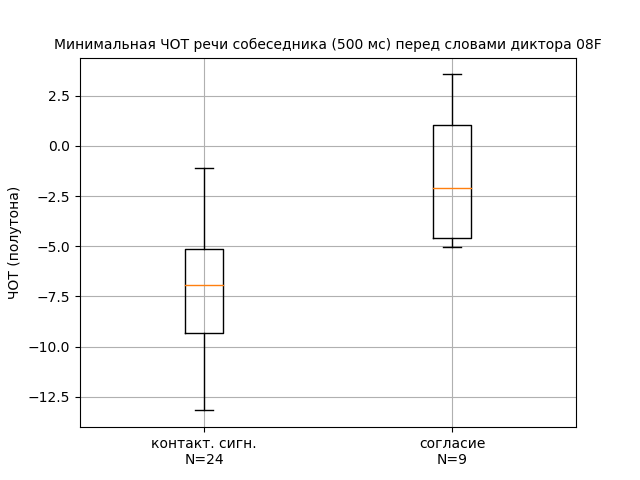 Минимальная ЧОТ речи собеседника (500 мс) перед словами диктора 08F
ЧОТ (полутона)
2.5
0.0
−2.5
−5.0
−7.5
−10.0
−12.5
контакт. сигн.
N=24
согласие
N=9